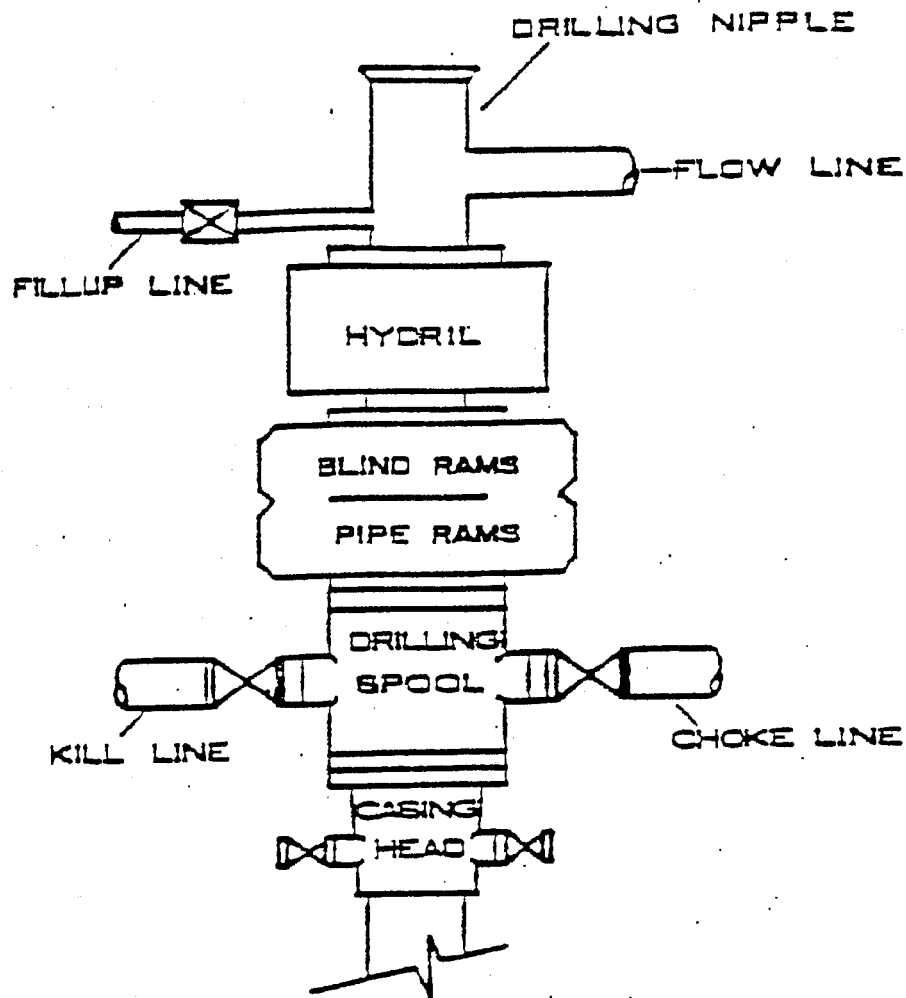 DRILLING NIPPLE
FLOW LINE
FILLUP LINE
HYDRIL
BLIND RAMS
PIPE RAMS
DRILLING
SPOOL
KILL LINE
CHOKE LINE
CASING
HEAD